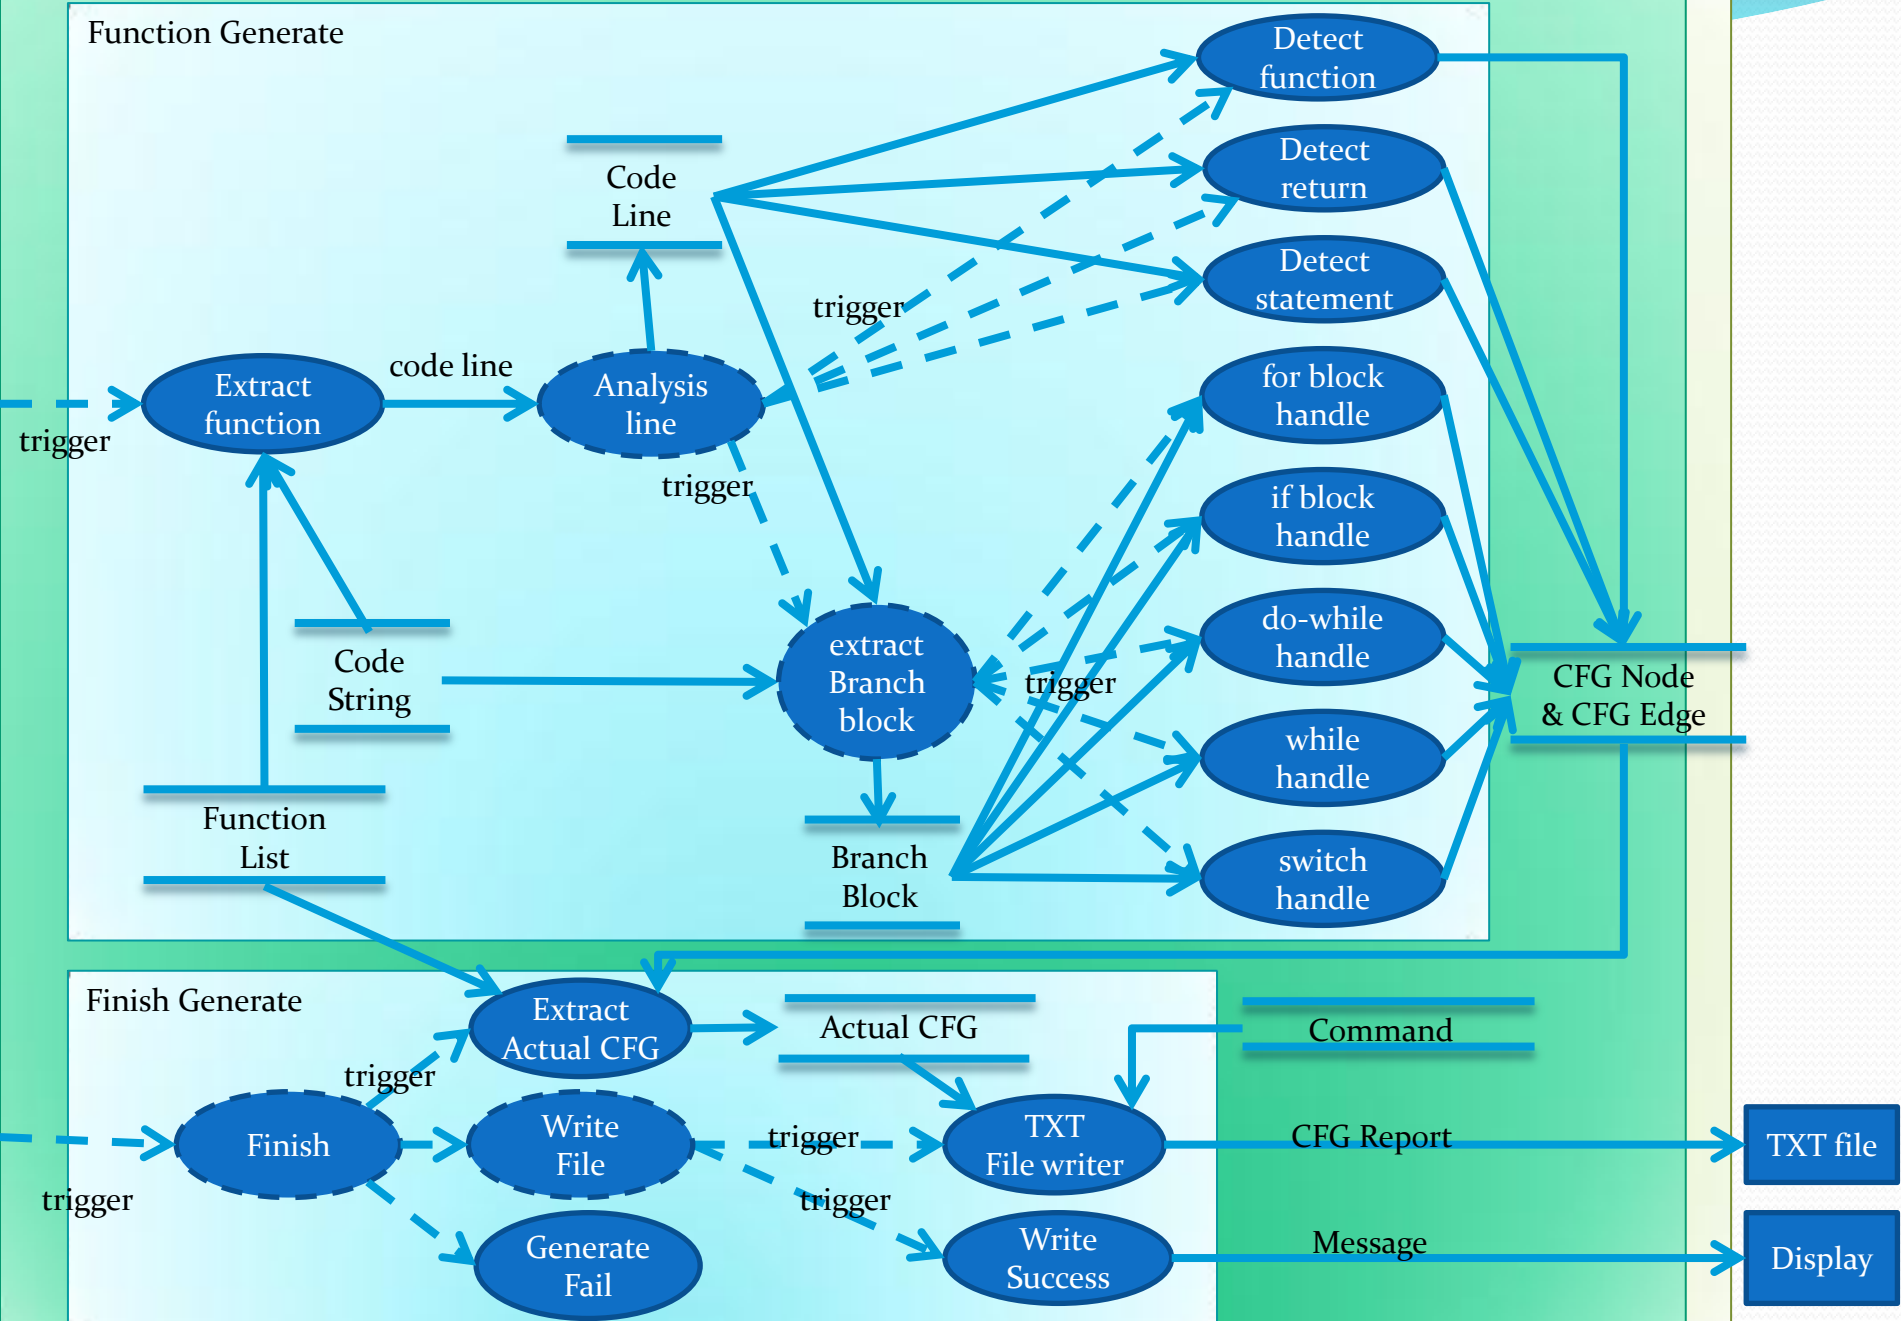 Function Generate
Detect
function
Detect
return
Code
Line
Detect
statement
trigger
code line
Extract
function
Analysis
line
for block
handle
trigger
trigger
if block
handle
do-while
handle
extract
Branch
block
trigger
Code
String
CFG Node
& CFG Edge
while
handle
Function
List
Branch
Block
switch
handle
Finish Generate
Extract
Actual CFG
Actual CFG
Command
trigger
Finish
Write
File
trigger
TXT
File writer
CFG Report
TXT file
trigger
trigger
Generate
Fail
Write
Success
Message
Display